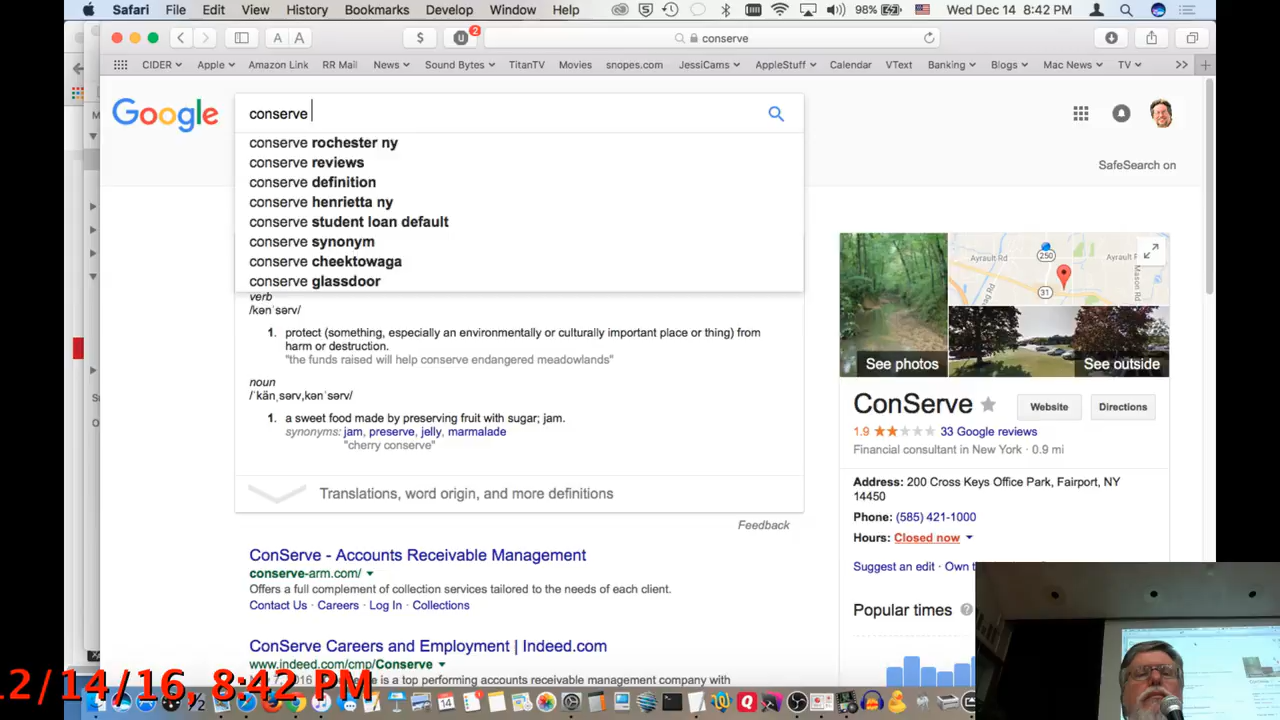 Safari File Edit View History Bookmarks Develop Window Help 98% Wed Dec 14 8:42 PM
A A $ 2 conserve
CIDER Apple Amazon Link RR Mail News Sound Bytes TitanTV Movies snopes.com JessiCams AppleStuff Calendar VText Banking Blogs Mac News TV >> +
Google
conserve
SafeSearch on
conserve rochester ny
conserve reviews
conserve definition
conserve henrietta ny
conserve student loan default
conserve synonym
conserve cheektowaga
conserve glassdoor
verb
/kənˈsərv/
1. protect (something, especially an environmentally or culturally important place or thing) from
harm or destruction.
"the funds raised will help conserve endangered meadowlands"
noun
/ˈkänˌsərv,kənˈsərv/
1. a sweet food made by preserving fruit with sugar; jam.
synonyms: jam, preserve, jelly, marmalade
"cherry conserve"
Translations, word origin, and more definitions
Feedback
ConServe - Accounts Receivable Management
conserve-arm.com/
Offers a full complement of collection services tailored to the needs of each client.
Contact Us · Careers · Log In · Collections
ConServe Careers and Employment | Indeed.com
www.indeed.com/cmp/Conserve
is a top performing accounts receivable management company with
Ayrault Rd
250
31
Mason Rd
See photos
See outside
ConServe
Website
Directions
1.9 33 Google reviews
Financial consultant in New York · 0.9 mi
Address: 200 Cross Keys Office Park, Fairport, NY
14450
Phone: (585) 421-1000
Hours: Closed now
Suggest an edit · Own
Popular times
2/14/16, 8:42 PM